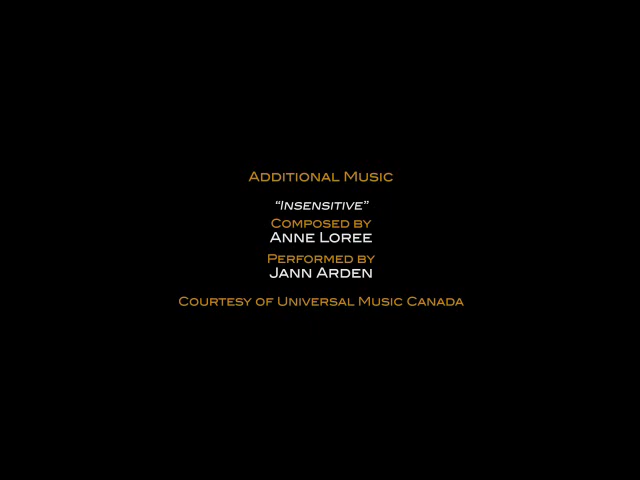 Additional Music
“Insensitive”
Composed by
Anne Loree
Performed by
Jann Arden
Courtesy of Universal Music Canada